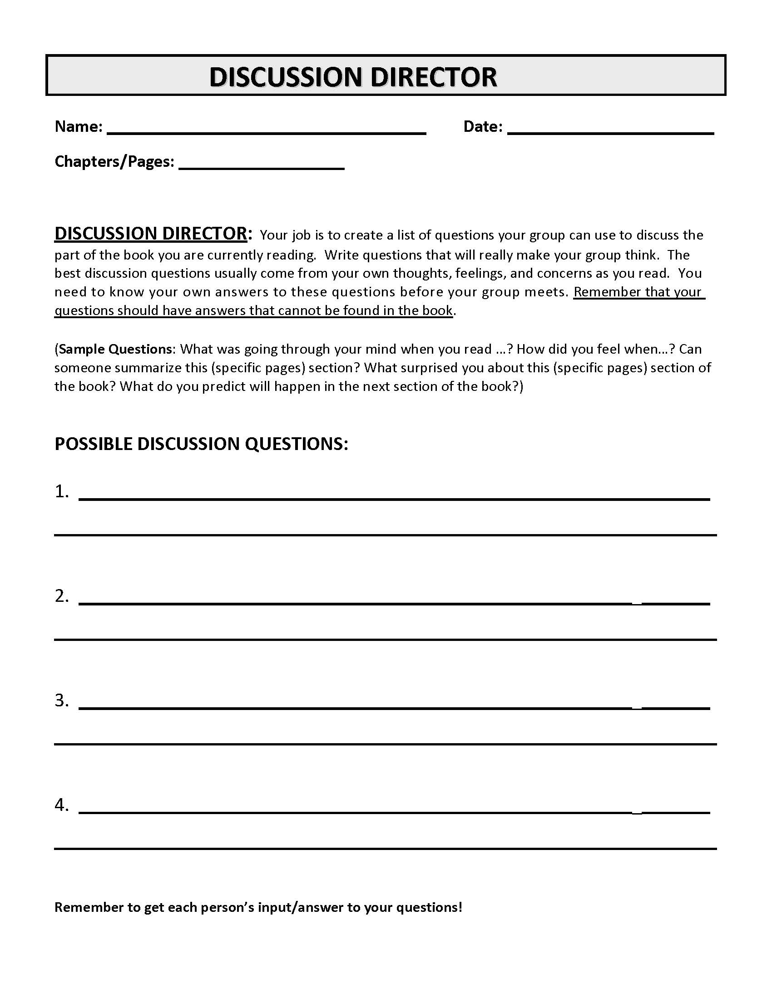 DISCUSSION DIRECTOR
Name: ______________________ Date: ______________
Chapters/Pages: ___________
DISCUSSION DIRECTOR: Your job is to create a list of questions your group can use to discuss the
part of the book you are currently reading. Write questions that will really make your group think. The
best discussion questions usually come from your own thoughts, feelings, and concerns as you read. You
need to know your own answers to these questions before your group meets. Remember that your
questions should have answers that cannot be found in the book.
(Sample Questions: What was going through your mind when you read ...? How did you feel when...? Can
someone summarize this (specific pages) section? What surprised you about this (specific pages) section of
the book? What do you predict will happen in the next section of the book?)
POSSIBLE DISCUSSION QUESTIONS:
1.
2.
3.
4.
Remember to get each person’s input/answer to your questions!